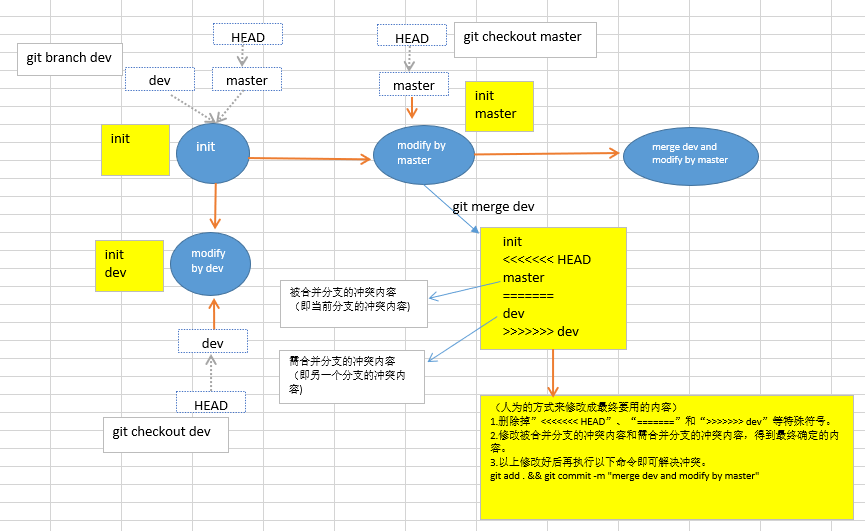 HEAD
git branch dev
dev
master
init
init
HEAD
git checkout master
master
init
master
modify by
master
merge dev and
modify by master
git merge dev
init
dev
modify
by dev
dev
HEAD
git checkout dev
init
<<<<<<< HEAD
master
=======
dev
>>>>>>> dev
被合并分支的冲突内容
（即当前分支的冲突内容)
需合并分支的冲突内容
（即另一个分支的冲突内
容)
（人为的方式来修改成最终要用的内容）
1.删除掉”<<<<<<< HEAD”、“=======”和“>>>>>>> dev”等特殊符号。
2.修改被合并分支的冲突内容和需合并分支的冲突内容，得到最终确定的内
容。
3.以上修改好后再执行以下命令即可解决冲突。
git add . && git commit -m "merge dev and modify by master"